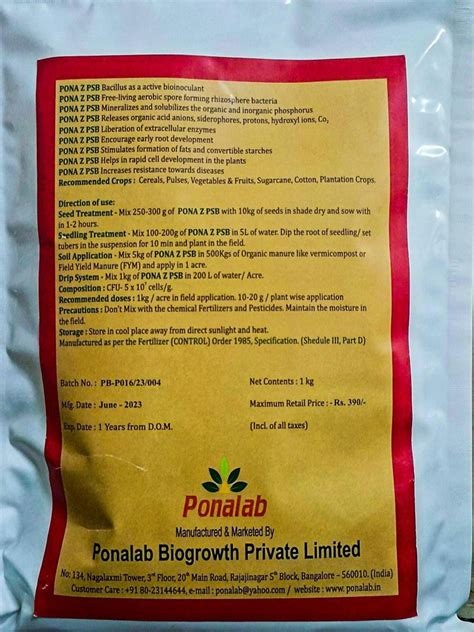 PONA Z PSB Bacillus as a active bioinoculant
PONA Z PSB Free-living aerobic spore forming rhizosphere bacteria
PONA Z PSB Mineralizes and solubilizes the organic and inorganic phosphorus
PONA Z PSB Releases organic acid anions, siderophores, protons, hydroxyl ions, Co₂
PONA Z PSB Liberation of extracellular enzymes
PONA Z PSB Encourage early root development
PONA Z PSB Stimulates formation of fats and convertible starches
PONA Z PSB Helps in rapid cell development in the plants
PONA Z PSB Increases resistance towards diseases
Recommended Crops : Cereals, Pulses, Vegetables & Fruits, Sugarcane, Cotton, Plantation Crops.
Direction of use:
Seed Treatment - Mix 250-300 g of PONA Z PSB with 10kg of seeds in shade dry and sow with
in 1-2 hours.
Seedling Treatment - Mix 100-200g of PONA Z PSB in 5L of water. Dip the root of seedling/ set
tubers in the suspension for 10 min and plant in the field.
Soil Application - Mix 5kg of PONA Z PSB in 500Kgs of Organic manure like vermicompost or
Field Yield Manure (FYM) and apply in 1 acre.
Drip System - Mix 1kg of PONA Z PSB in 200 L of water/ Acre.
Composition : CFU- 5 x 10⁷ cells/g.
Recommended doses : 1kg / acre in field application. 10-20 g / plant wise application
Precautions : Don't Mix with the chemical Fertilizers and Pesticides. Maintain the moisture in
the field.
Storage : Store in cool place away from direct sunlight and heat.
Manufactured as per the Fertilizer (CONTROL) Order 1985, Specification. (Shedule III, Part D)
Batch No. : PB-P016/23/004 Net Contents : 1 kg
Mfg. Date : June - 2023 Maximum Retail Price : - Rs. 390/-
Exp. Date : 1 Years from D.O.M. (Incl. of all taxes)
Ponalab
Manufactured & Marketed By
Ponalab Biogrowth Private Limited
No: 134, Nagalaxmi Tower, 3rd Floor, 20th Main Road, Rajajinagar 5th Block, Bangalore - 560010. (India)
Customer Care : +91 80-23144644, e-mail : ponalab@yahoo.com / website : www.ponalab.in